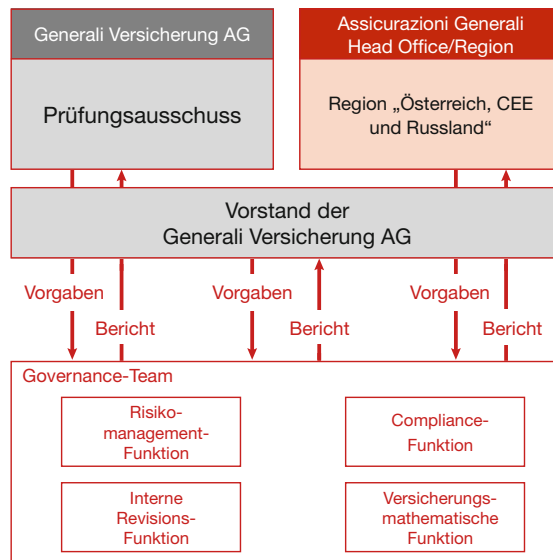 Generali Versicherung AG
Prüfungsausschuss
Assicurazioni Generali
Head Office/Region
Region „Österreich, CEE
und Russland“
Vorstand der
Generali Versicherung AG
Vorgaben
Bericht
Vorgaben
Bericht
Vorgaben
Bericht
Governance-Team
Risiko-
management-
Funktion
Compliance-
Funktion
Interne
Revisions-
Funktion
Versicherungs-
mathematische
Funktion